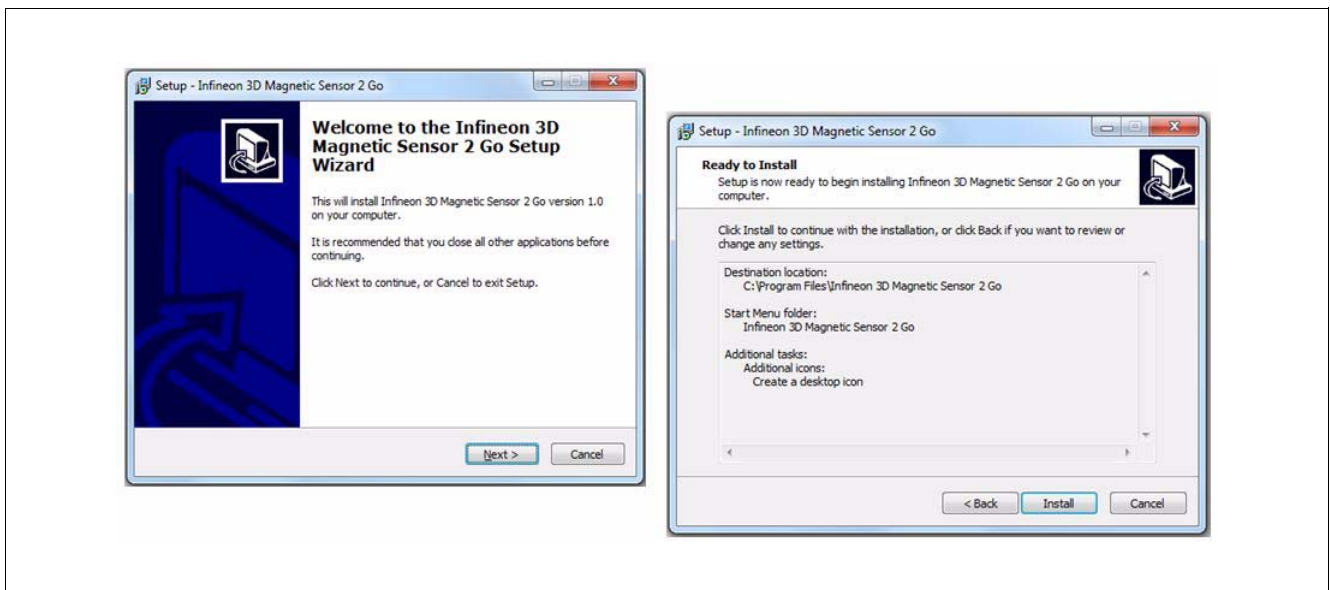 Setup - Infineon 3D Magnetic Sensor 2 Go
Welcome to the Infineon 3D
Magnetic Sensor 2 Go Setup
Wizard
This will install Infineon 3D Magnetic Sensor 2 Go version 1.0
on your computer.
It is recommended that you close all other applications before
continuing.
Click Next to continue, or Cancel to exit Setup.
Next >
Cancel
Setup - Infineon 3D Magnetic Sensor 2 Go
Ready to Install
Setup is now ready to begin installing Infineon 3D Magnetic Sensor 2 Go on your
computer.
Click Install to continue with the installation, or click Back if you want to review or
change any settings.
Destination location:
C:\Program Files\Infineon 3D Magnetic Sensor 2 Go
Start Menu folder:
Infineon 3D Magnetic Sensor 2 Go
Additional tasks:
Additional icons:
Create a desktop icon
< Back
Install
Cancel